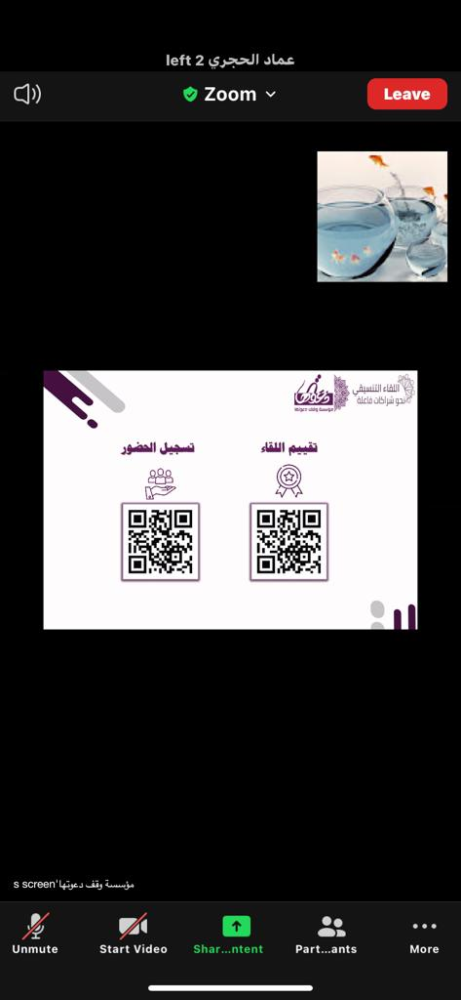 عماد الحجري left 2
Zoom
Leave
اللقاء التنسيقي
نحو شراكات فاعلة
مؤسسة وقف دعوتها
تقييم اللقاء
تسجيل الحضور
مؤسسة وقف دعوتها's screen
Unmute
Start Video
Shar...ntent
Part...ants
More